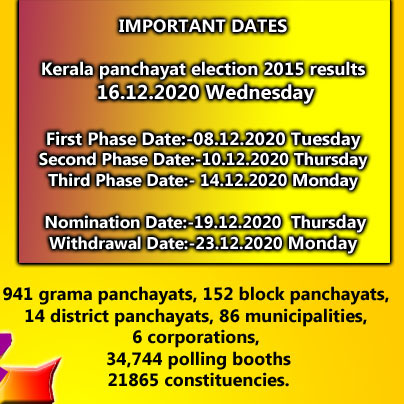 IMPORTANT DATES
Kerala panchayat election 2015 results
16.12.2020 Wednesday
First Phase Date:-08.12.2020 Tuesday
Second Phase Date:-10.12.2020 Thursday
Third Phase Date:- 14.12.2020 Monday
Nomination Date:-19.12.2020 Thursday
Withdrawal Date:-23.12.2020 Monday
941 grama panchayats, 152 block panchayats,
14 district panchayats, 86 municipalities,
6 corporations,
34,744 polling booths
21865 constituencies.